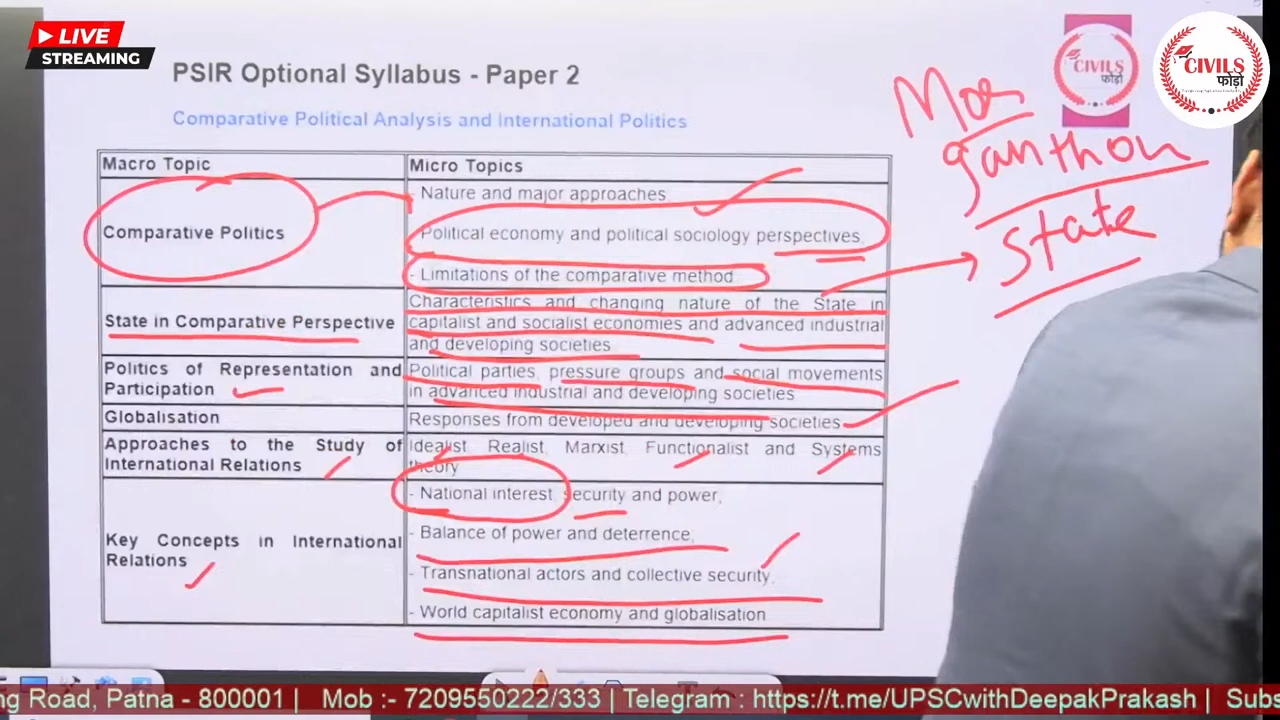 LIVE
STREAMING
PSIR Optional Syllabus - Paper 2
Comparative Political Analysis and International Politics
CIVILS
फोड़ो
CIVILS
फोड़ो
Mor
ganthon
state
Macro Topic
Micro Topics
Comparative Politics
- Nature and major approaches
Political economy and political sociology perspectives,
- Limitations of the comparative method
State in Comparative Perspective
Characteristics and changing nature of the State in
capitalist and socialist economies and advanced industrial
and developing societies
Politics of Representation and
Participation
Political parties, pressure groups and social movements
in advanced industrial and developing societies
Globalisation
Responses from developed and developing societies
Approaches to the Study of
International Relations
Idealist, Realist, Marxist, Functionalist and Systems
theory
Key Concepts in International
Relations
- National interest, security and power,
- Balance of power and deterrence,
- Transnational actors and collective security,
- World capitalist economy and globalisation
ng Road, Patna - 800001 | Mob :- 7209550222/333 | Telegram : https://t.me/UPSCwithDeepakPrakash | Subs